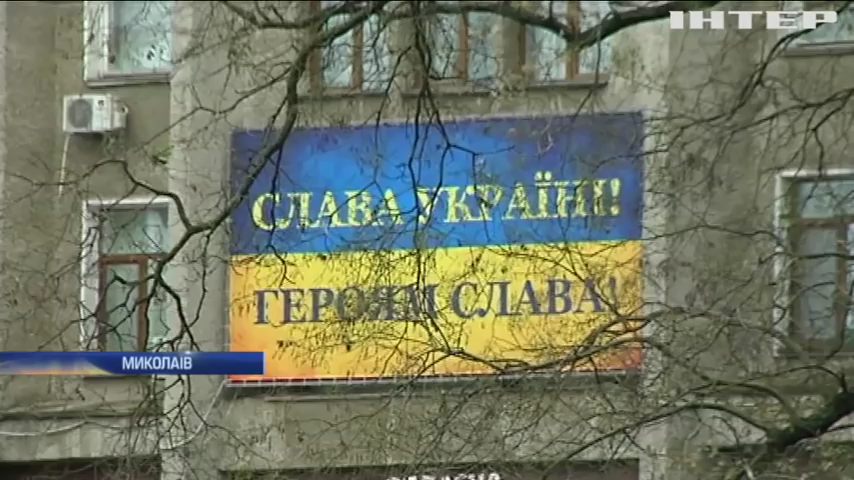 ІНТЕР
СЛАВА УКРАЇНІ!
ГЕРОЯМ СЛАВА!
МИКОЛАЇВ